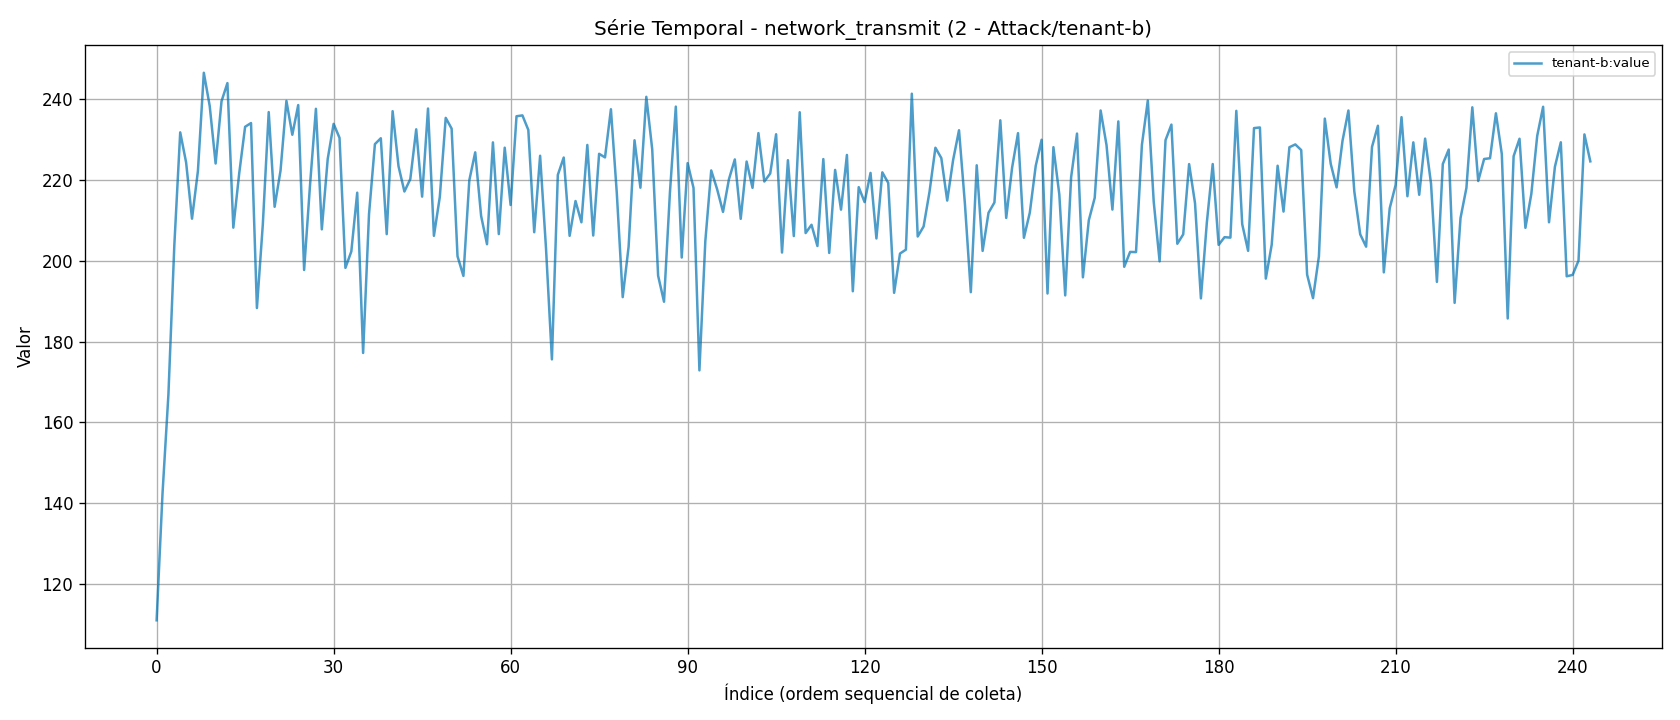 Série Temporal - network_transmit (2 - Attack/tenant-b)
tenant-b:value
Valor
240
220
200
180
160
140
120
0 30 60 90 120 150 180 210 240
Índice (ordem sequencial de coleta)